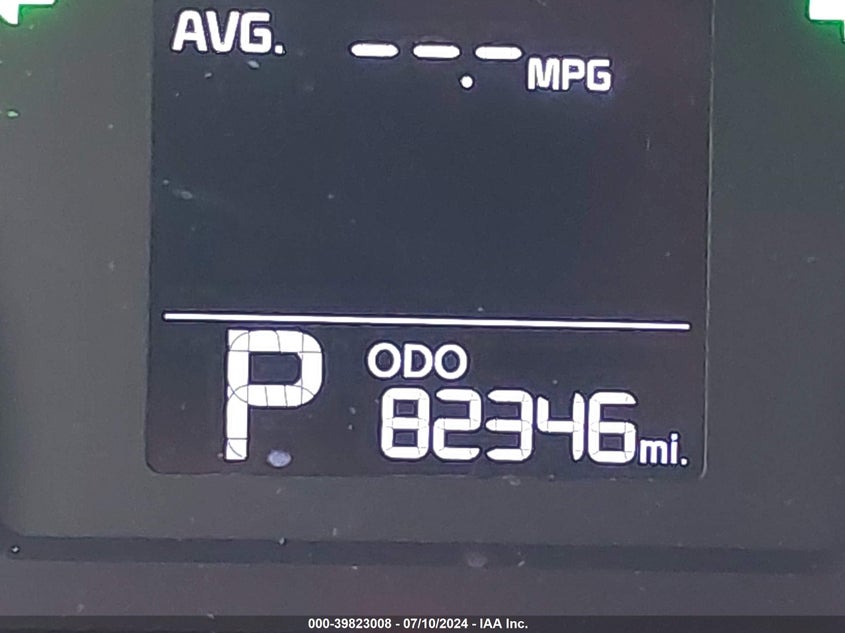 AVG. --.- MPG
P
ODO
82346 mi.
000-39823008 - 07/10/2024 - IAA Inc.